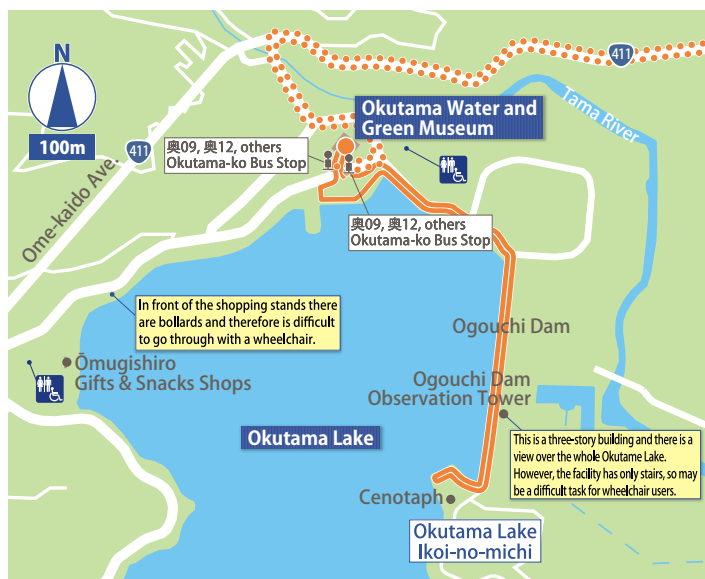 N
100m
411
Ome-kaido Ave.
411
Tama River
Okutama Water and
Green Museum
奥09, 奥12, others
Okutama-ko Bus Stop
奥09, 奥12, others
Okutama-ko Bus Stop
In front of the shopping stands there
are bollards and therefore is difficult
to go through with a wheelchair.
Ōmugishiro
Gifts & Snacks Shops
Ogouchi Dam
Ogouchi Dam
Observation Tower
Okutama Lake
This is a three-story building and there is a
view over the whole Okutame Lake.
However, the facility has only stairs, so may
be a difficult task for wheelchair users.
Cenotaph
Okutama Lake
Ikoi-no-michi